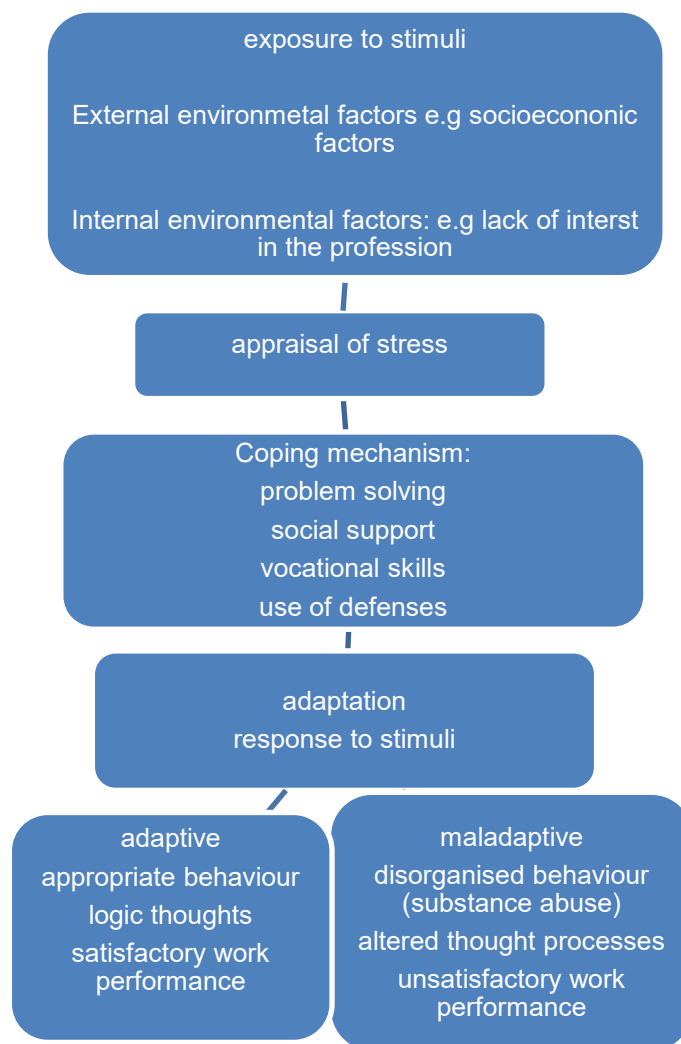 exposure to stimuli
External environmetal factors e.g socioecononic
factors
Internal environmental factors: e.g lack of interst
in the profession
appraisal of stress
Coping mechanism:
problem solving
social support
vocational skills
use of defenses
adaptation
response to stimuli
adaptive
appropriate behaviour
logic thoughts
satisfactory work
performance
maladaptive
disorganised behaviour
(substance abuse)
altered thought processes
unsatisfactory work
performance